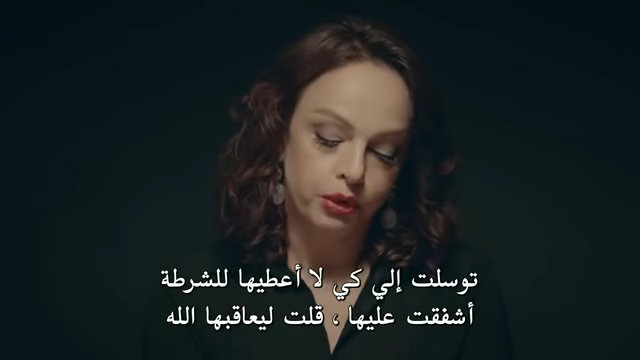 توسلت إلي كي لا أعطيها للشرطة
أشفقت عليها ، قلت ليعاقبها الله